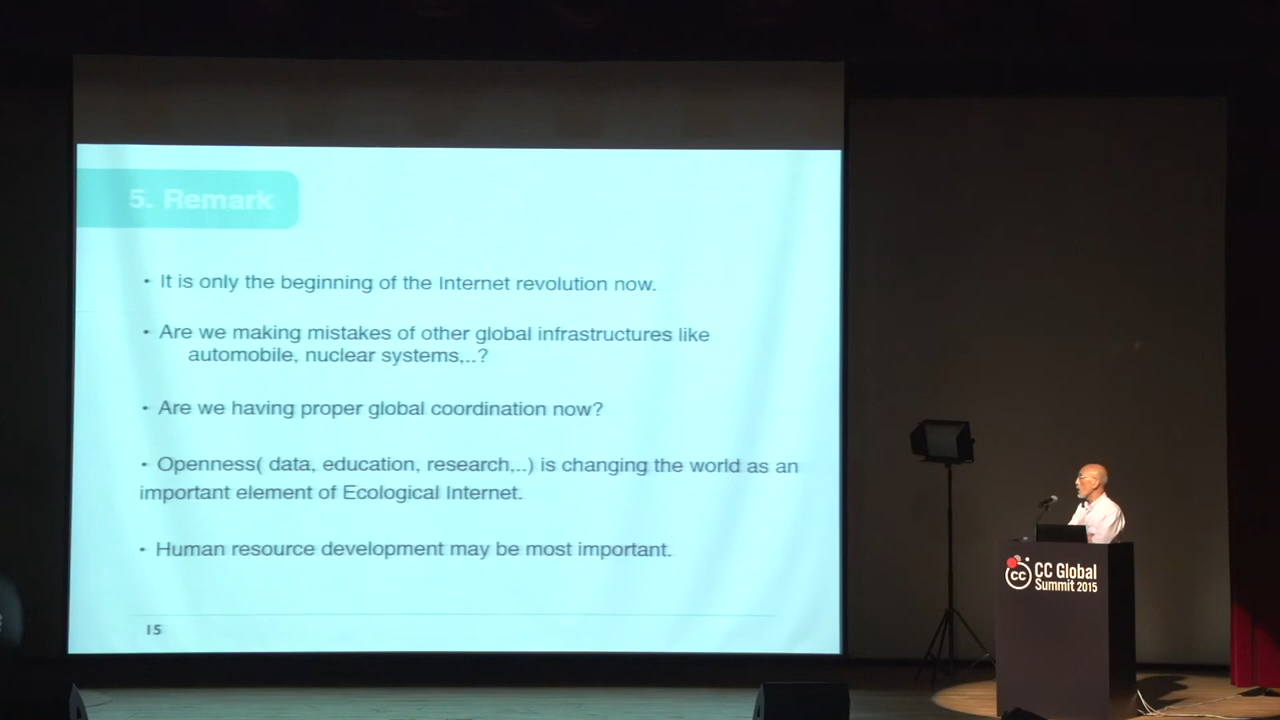 5. Remark
• It is only the beginning of the Internet revolution now.
• Are we making mistakes of other global infrastructures like
automobile, nuclear systems,..?
• Are we having proper global coordination now?
• Openness( data, education, research,..) is changing the world as an
important element of Ecological Internet.
• Human resource development may be most important.
15
cc
CC Global
Summit 2015